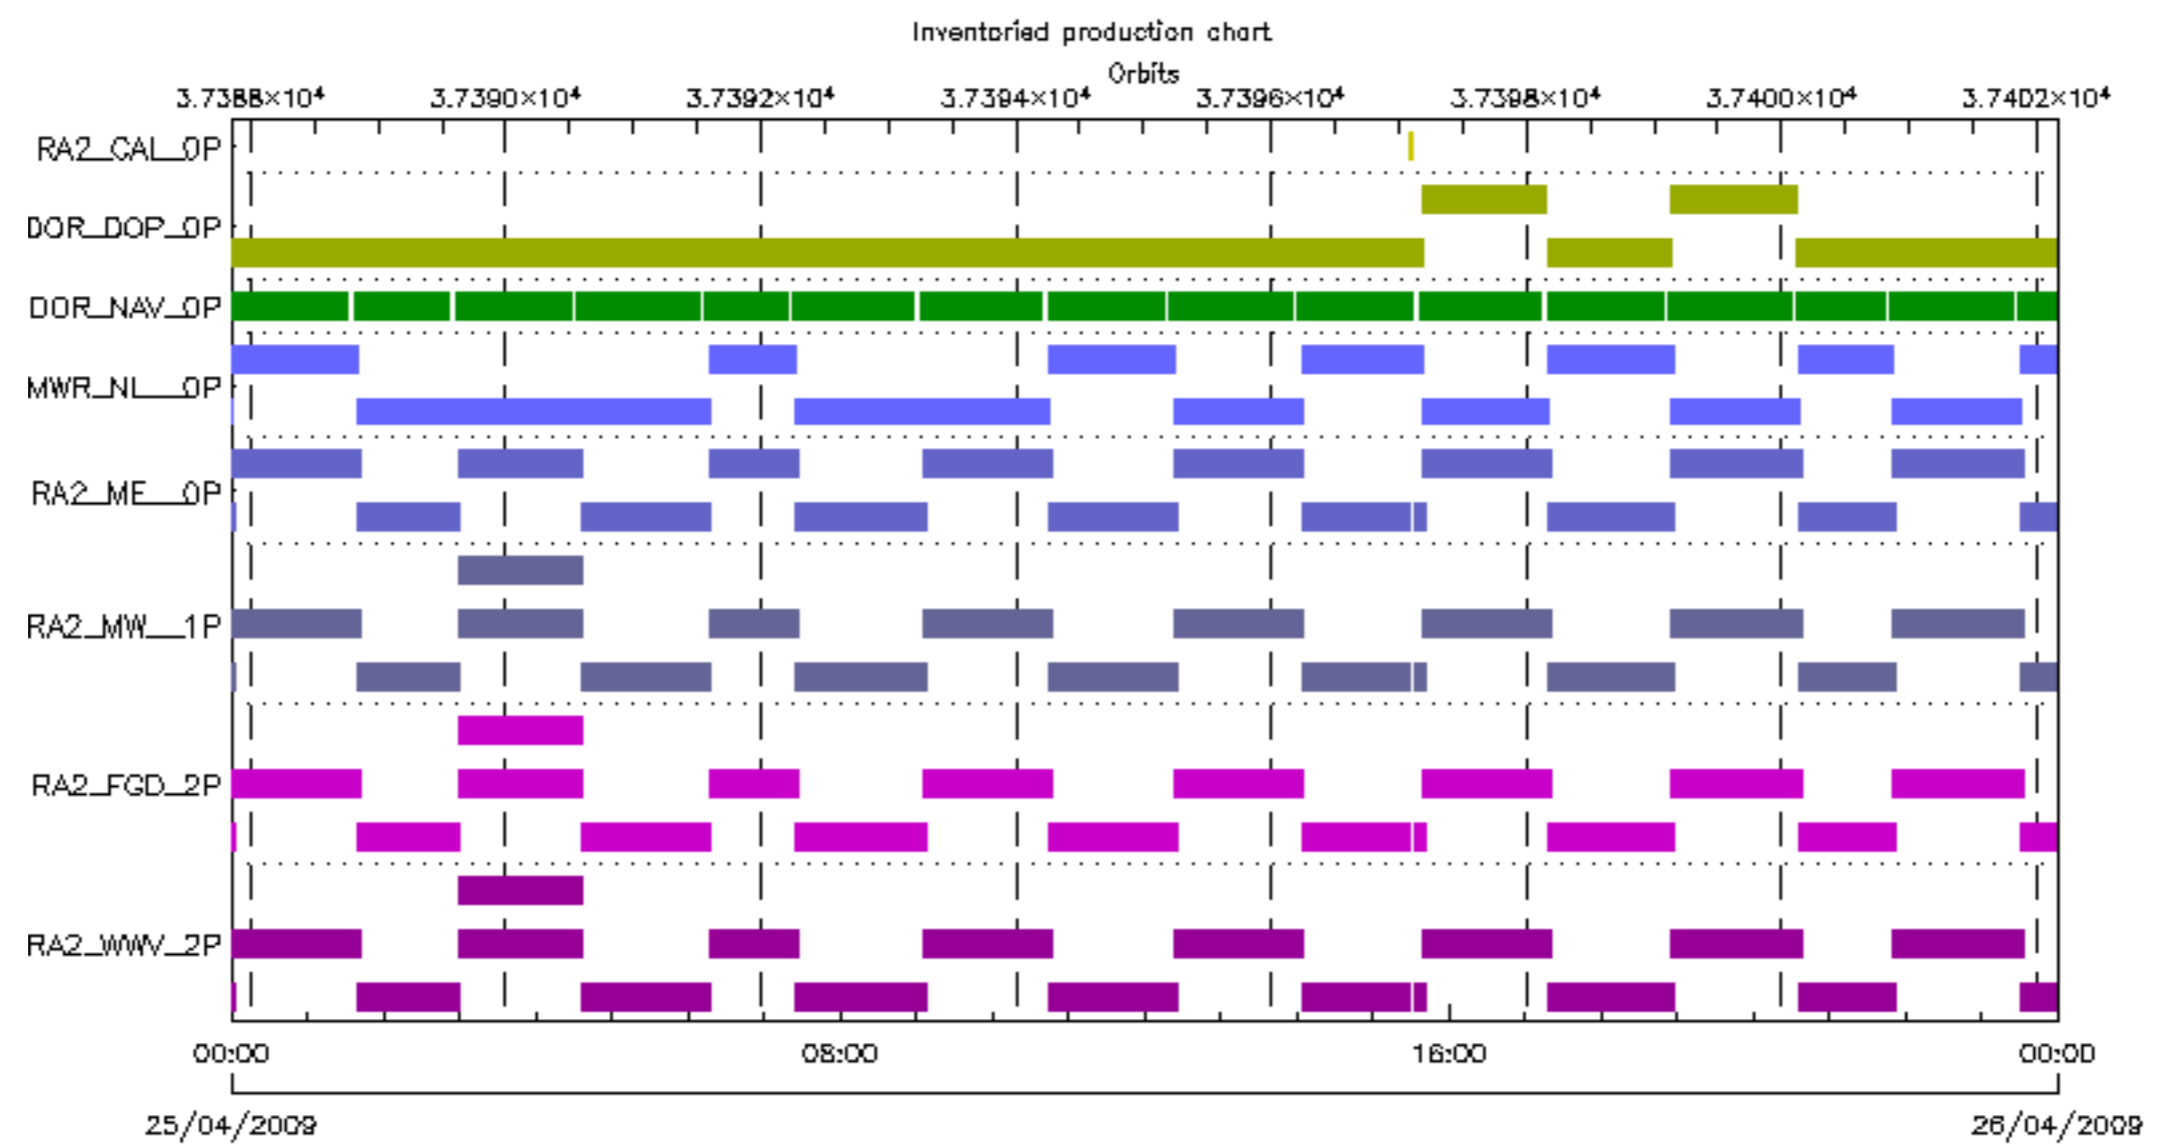 Inventoried production chart
Orbits
3.7388×10⁴ 3.7390×10⁴ 3.7392×10⁴ 3.7394×10⁴ 3.7396×10⁴ 3.7398×10⁴ 3.7400×10⁴ 3.7402×10⁴
RA2_CAL_0P
DOR_DOP_0P
DOR_NAV_0P
MWR_NL__0P
RA2_ME__0P
RA2_MW__1P
RA2_FGD_2P
RA2_WWV_2P
00:00 08:00 16:00 00:00
25/04/2009 26/04/2009